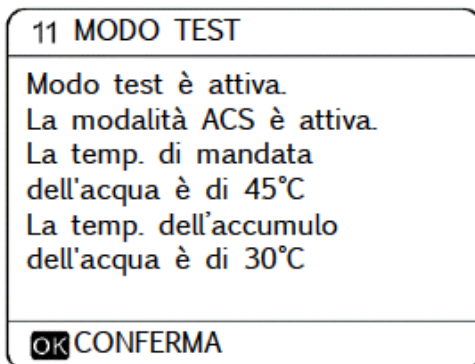 11 MODO TEST
Modo test è attiva.
La modalità ACS è attiva.
La temp. di mandata
dell'acqua è di 45°C
La temp. dell'accumulo
dell'acqua è di 30°C
OK CONFERMA